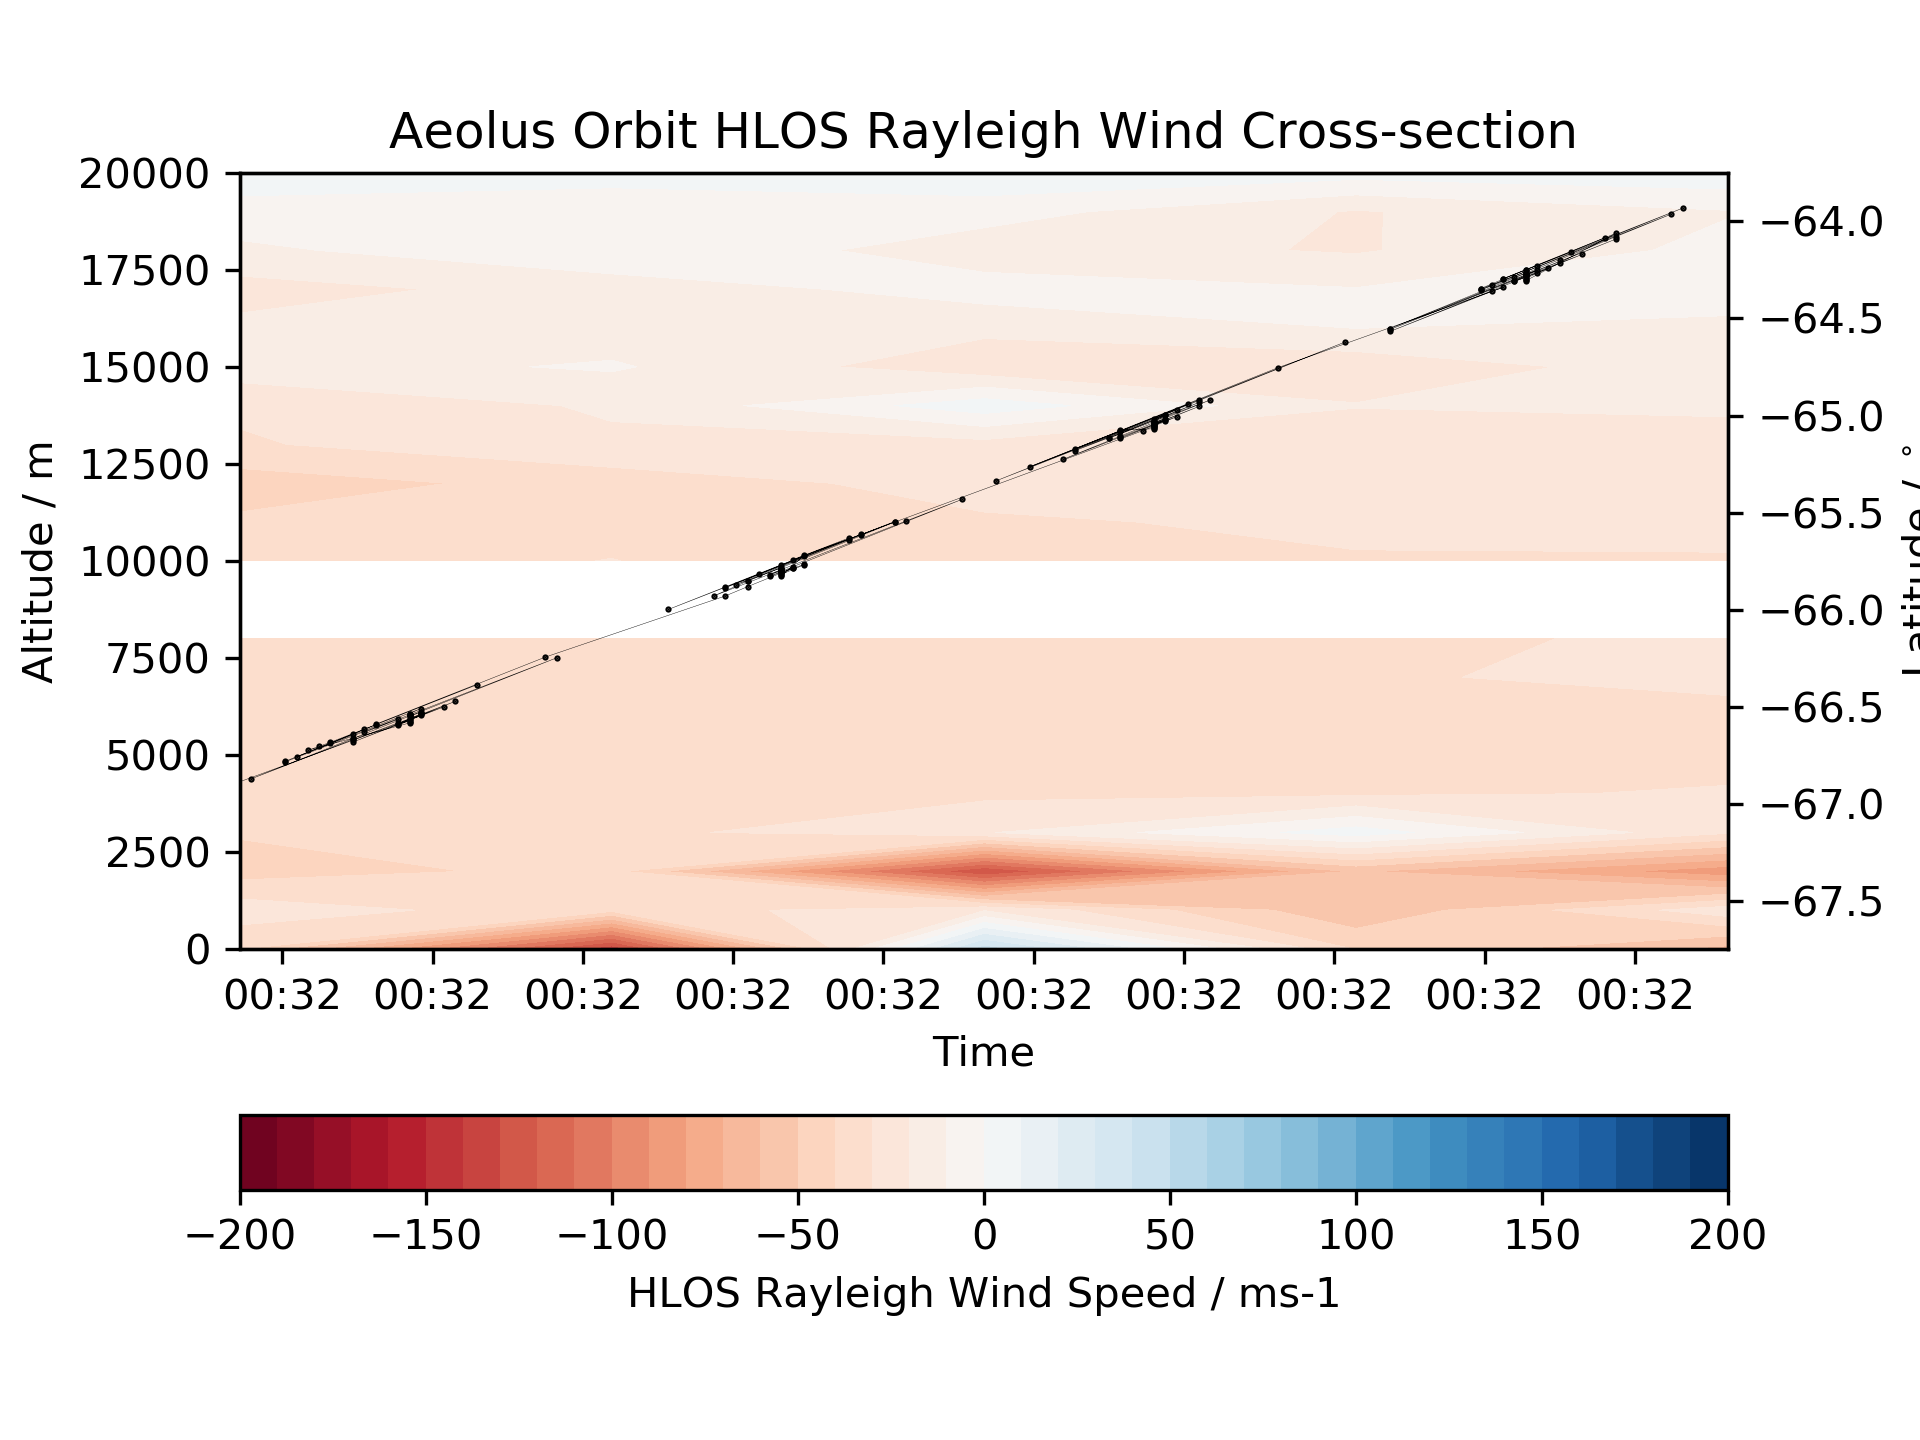 Aeolus Orbit HLOS Rayleigh Wind Cross-section
20000
17500
15000
12500
10000
7500
5000
2500
0
Altitude / m
−64.0
−64.5
−65.0
−65.5
−66.0
−66.5
−67.0
−67.5
Latitude / °
00:32 00:32 00:32 00:32 00:32 00:32 00:32 00:32 00:32 00:32
Time
−200 −150 −100 −50 0 50 100 150 200
HLOS Rayleigh Wind Speed / ms-1